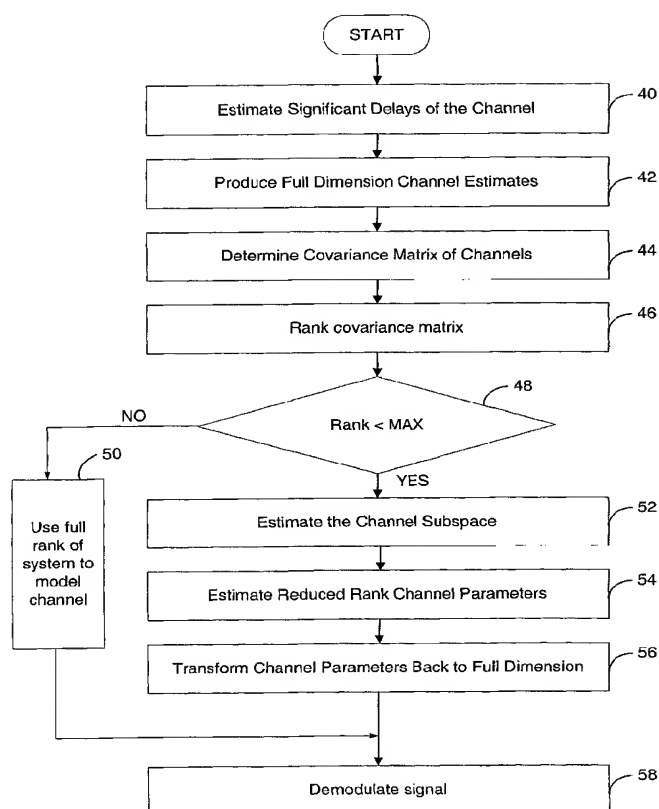 START
Estimate Significant Delays of the Channel
40
Produce Full Dimension Channel Estimates
42
Determine Covariance Matrix of Channels
44
Rank covariance matrix
46
Rank < MAX
48
NO
YES
50
Use full
rank of
system to
model
channel
Estimate the Channel Subspace
52
Estimate Reduced Rank Channel Parameters
54
Transform Channel Parameters Back to Full Dimension
56
Demodulate signal
58